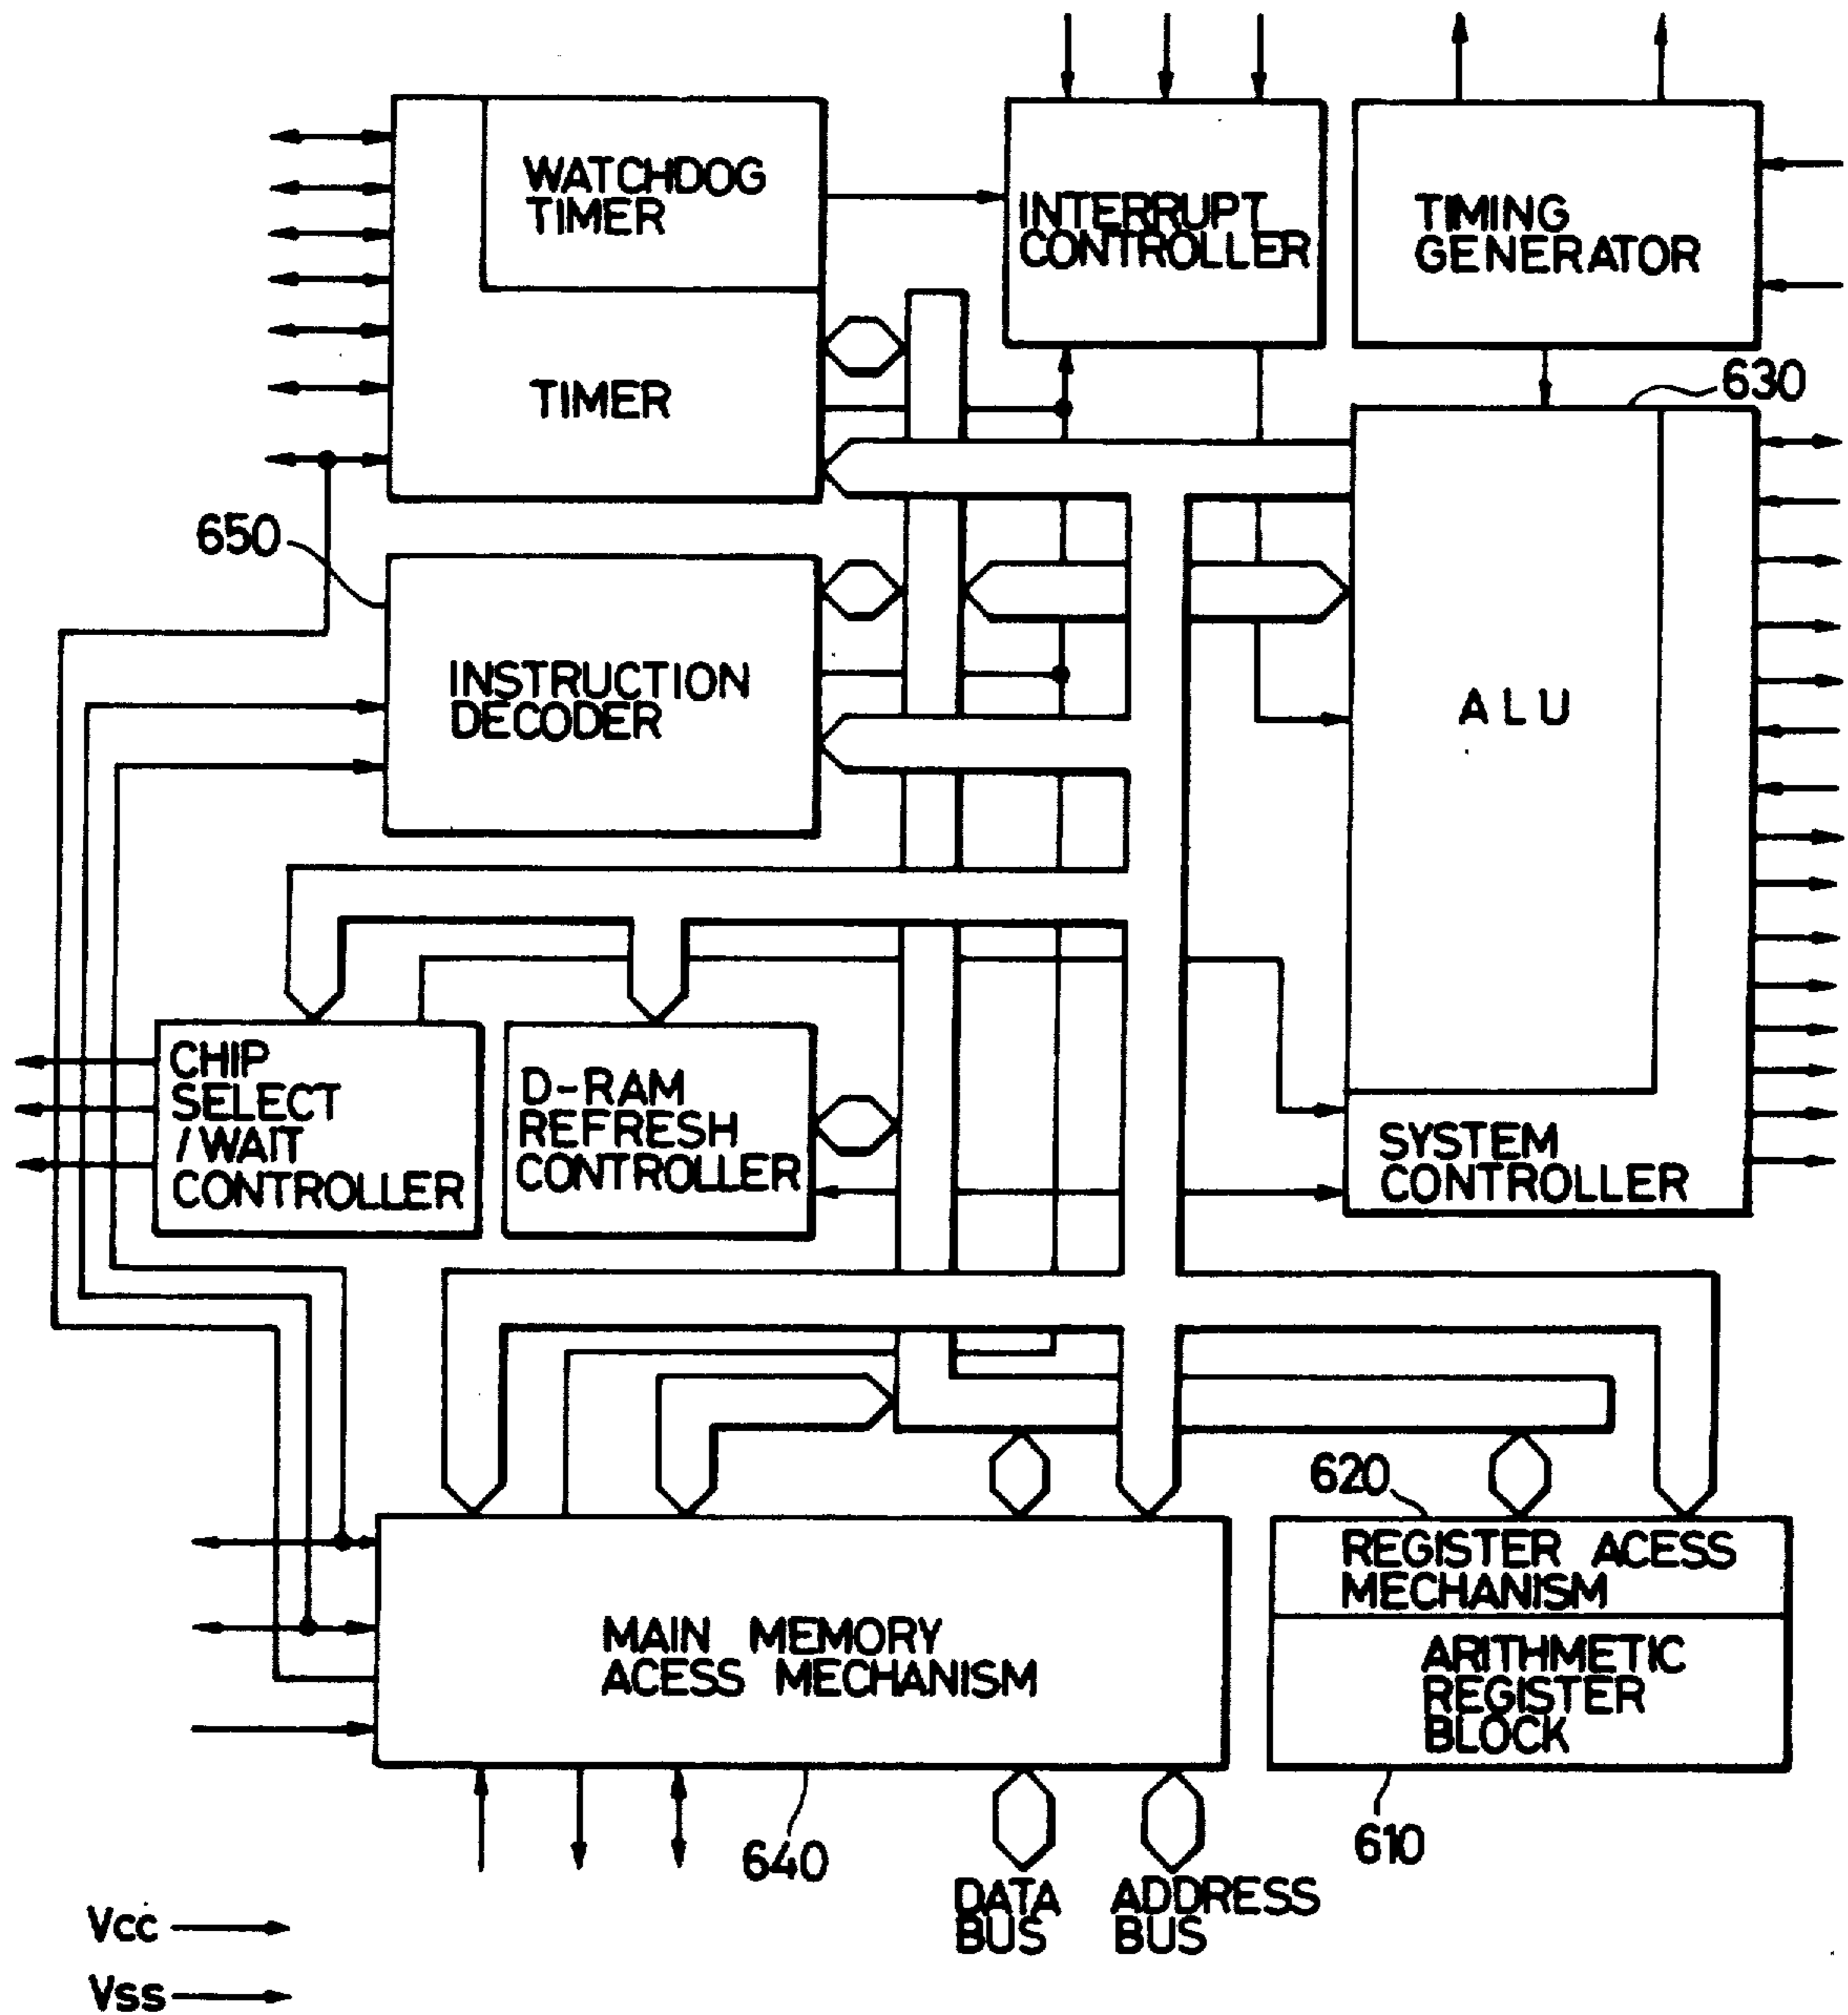 WATCHDOG
TIMER
INTERRUPT
CONTROLLER
TIMING
GENERATOR
TIMER
630
650
INSTRUCTION
DECODER
ALU
CHIP
SELECT
/WAIT
CONTROLLER
D-RAM
REFRESH
CONTROLLER
SYSTEM
CONTROLLER
620
REGISTER ACESS
MECHANISM
MAIN MEMORY
ACESS MECHANISM
ARITHMETIC
REGISTER
BLOCK
640
610
DATA
BUS
ADDRESS
BUS
Vcc
Vss